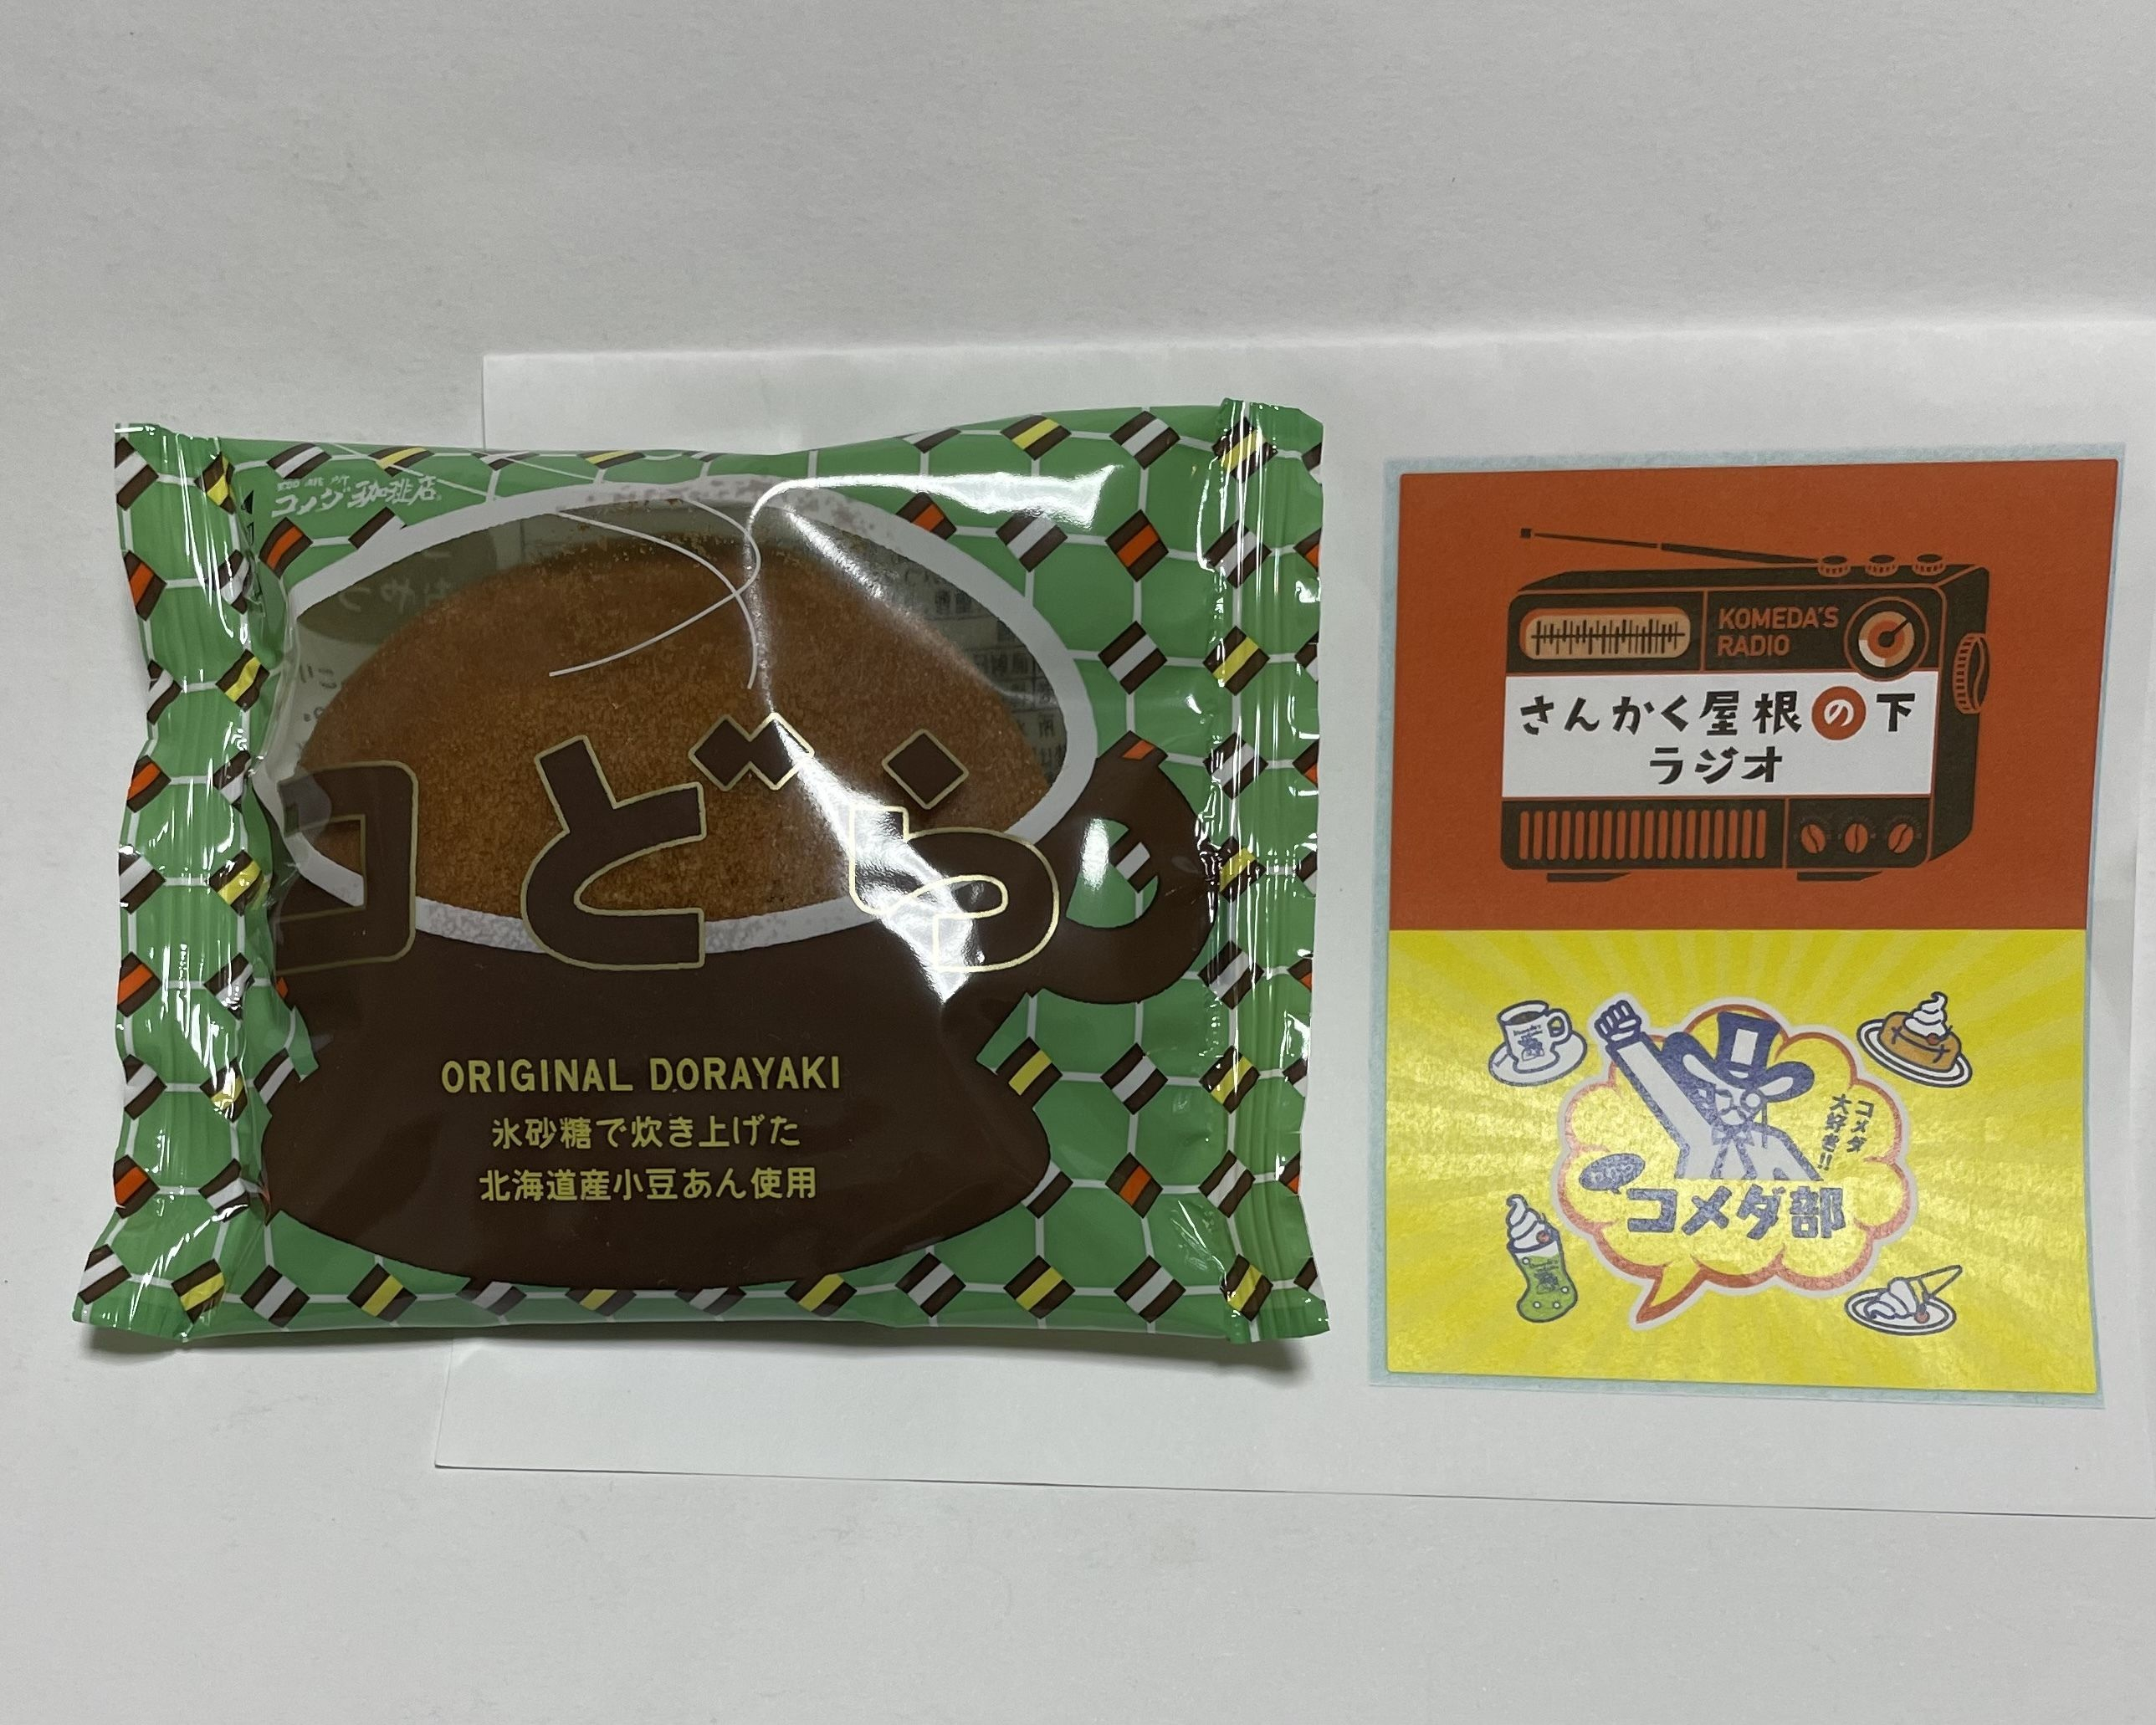 コメダ珈琲店
コどら
ORIGINAL DORAYAKI
氷砂糖で炊き上げた
北海道産小豆あん使用
KOMEDA'S
RADIO
さんかく屋根の下
ラジオ
コメダ
大好き!!
コメダ部